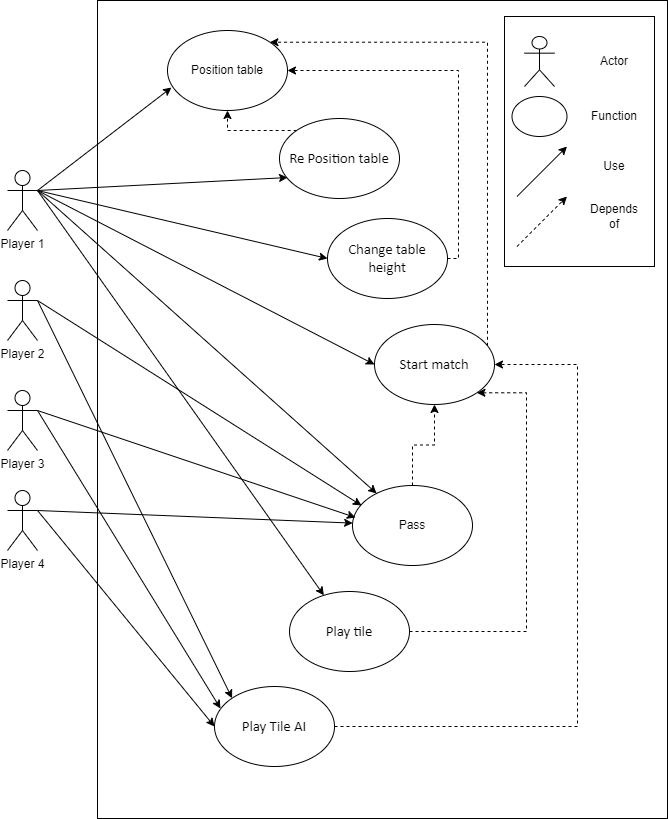 Position table
Actor
Function
Re Position table
Use
Player 1
Depends
of
Change table
height
Player 2
Start match
Player 3
Pass
Player 4
Play tile
Play Tile AI